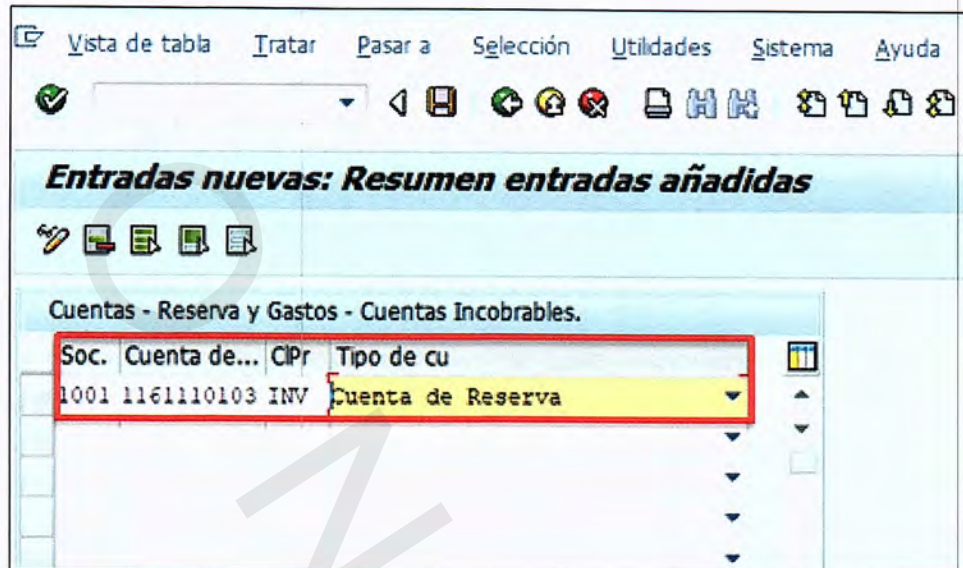 Vista de tabla Tratar Pasar a Selección Utilidades Sistema Ayuda
Entradas nuevas: Resumen entradas añadidas
Cuentas - Reserva y Gastos - Cuentas Incobrables.
Soc. Cuenta de... ClPr Tipo de cu
1001 1161110103 INV Cuenta de Reserva
O
N